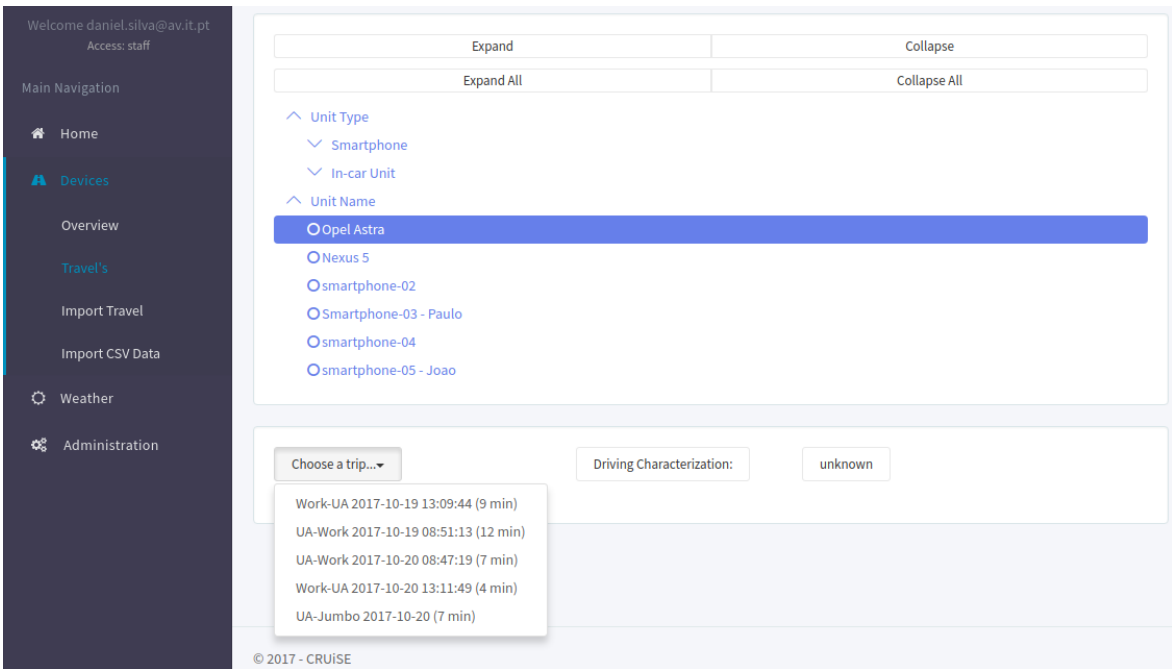 Welcome daniel.silva@av.it.pt
Access: staff
Main Navigation
Home
Devices
Overview
Travel's
Import Travel
Import CSV Data
Weather
Administration
Expand Collapse
Expand All Collapse All
Unit Type
Smartphone
In-car Unit
Unit Name
Opel Astra
Nexus 5
smartphone-02
Smartphone-03 - Paulo
smartphone-04
smartphone-05 - Joao
Choose a trip... Driving Characterization: unknown
Work-UA 2017-10-19 13:09:44 (9 min)
UA-Work 2017-10-19 08:51:13 (12 min)
UA-Work 2017-10-20 08:47:19 (7 min)
Work-UA 2017-10-20 13:11:49 (4 min)
UA-Jumbo 2017-10-20 (7 min)
© 2017 - CRUiSE